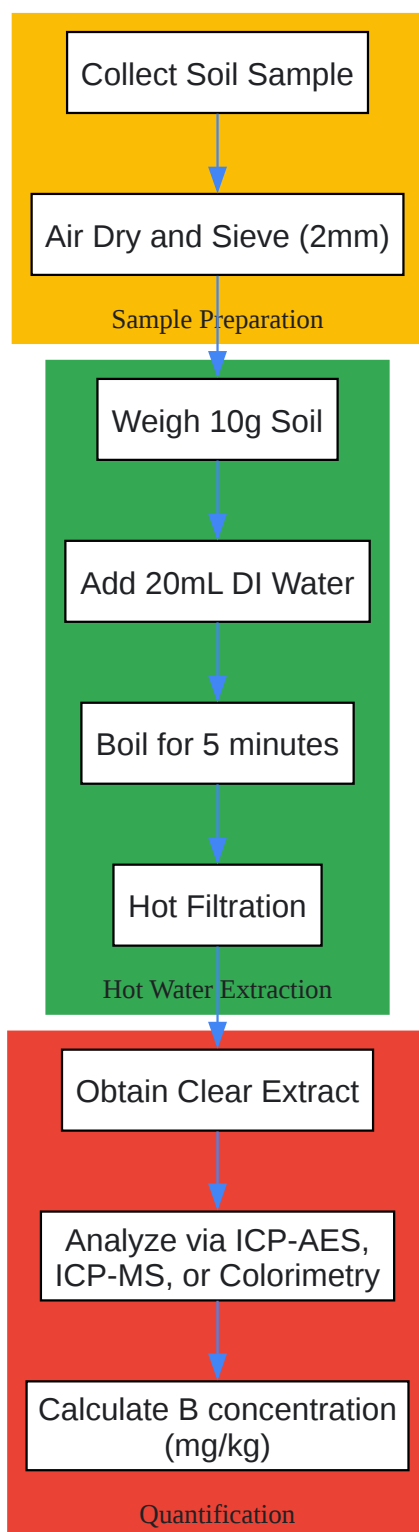 Collect Soil Sample
Air Dry and Sieve (2mm)
Sample Preparation
Weigh 10g Soil
Add 20mL DI Water
Boil for 5 minutes
Hot Filtration
Hot Water Extraction
Obtain Clear Extract
Analyze via ICP-AES,
ICP-MS, or Colorimetry
Calculate B concentration
(mg/kg)
Quantification